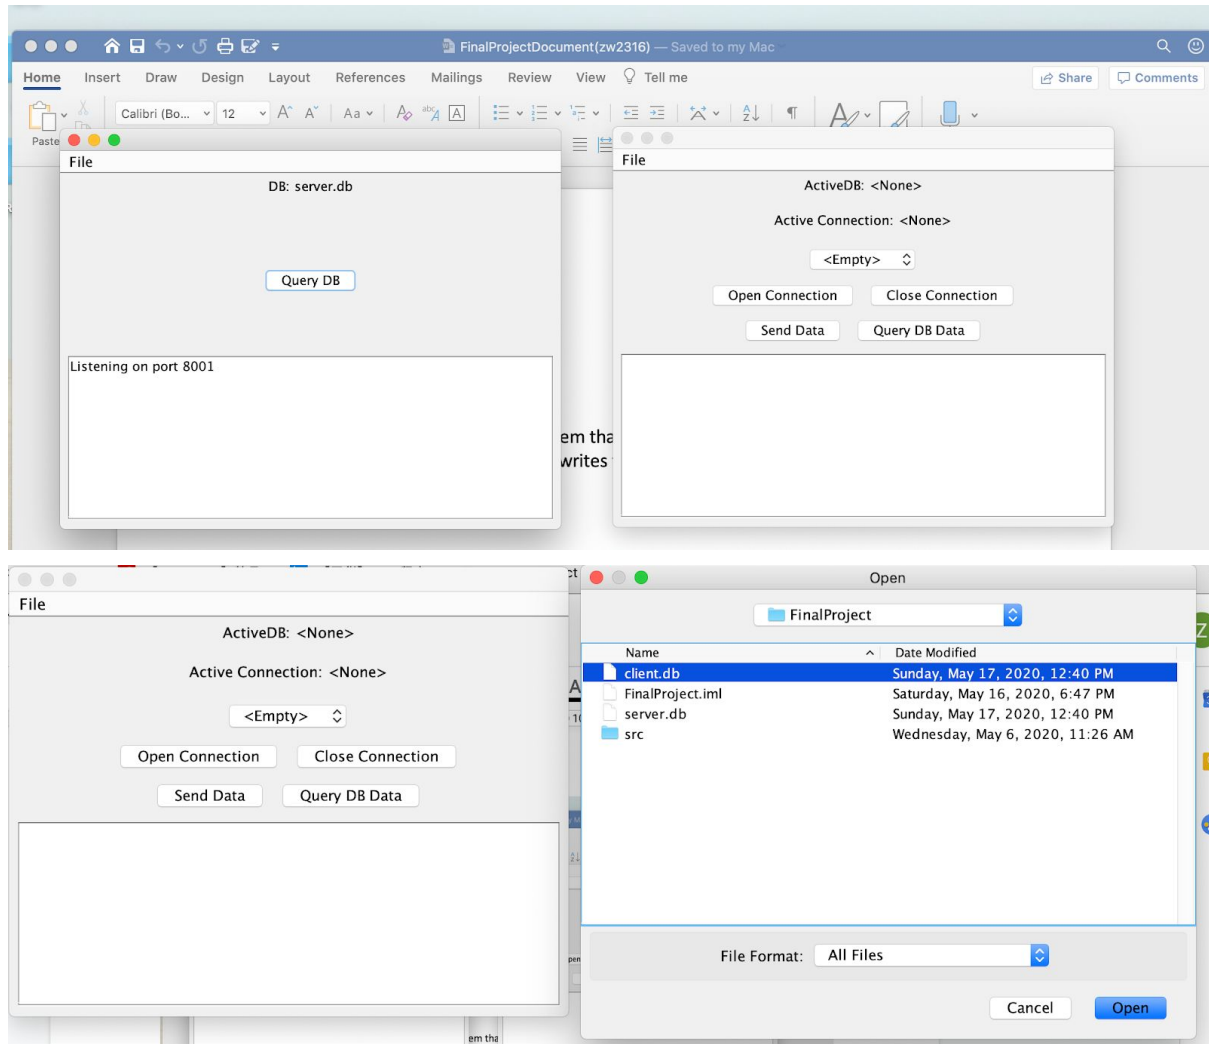 FinalProjectDocument(zw2316) — Saved to my Mac
Home Insert Draw Design Layout References Mailings Review View Tell me Share Comments
Calibri (Bo... 12 A A Aa abc A A
Paste
File
DB: server.db
Query DB
Listening on port 8001
em tha
writes
File
ActiveDB: <None>
Active Connection: <None>
<Empty>
Open Connection Close Connection
Send Data Query DB Data
File
ActiveDB: <None>
Active Connection: <None>
<Empty>
Open Connection Close Connection
Send Data Query DB Data
em tha
Open
FinalProject
Name Date Modified
client.db Sunday, May 17, 2020, 12:40 PM
FinalProject.iml Saturday, May 16, 2020, 6:47 PM
server.db Sunday, May 17, 2020, 12:40 PM
src Wednesday, May 6, 2020, 11:26 AM
File Format: All Files
Cancel Open